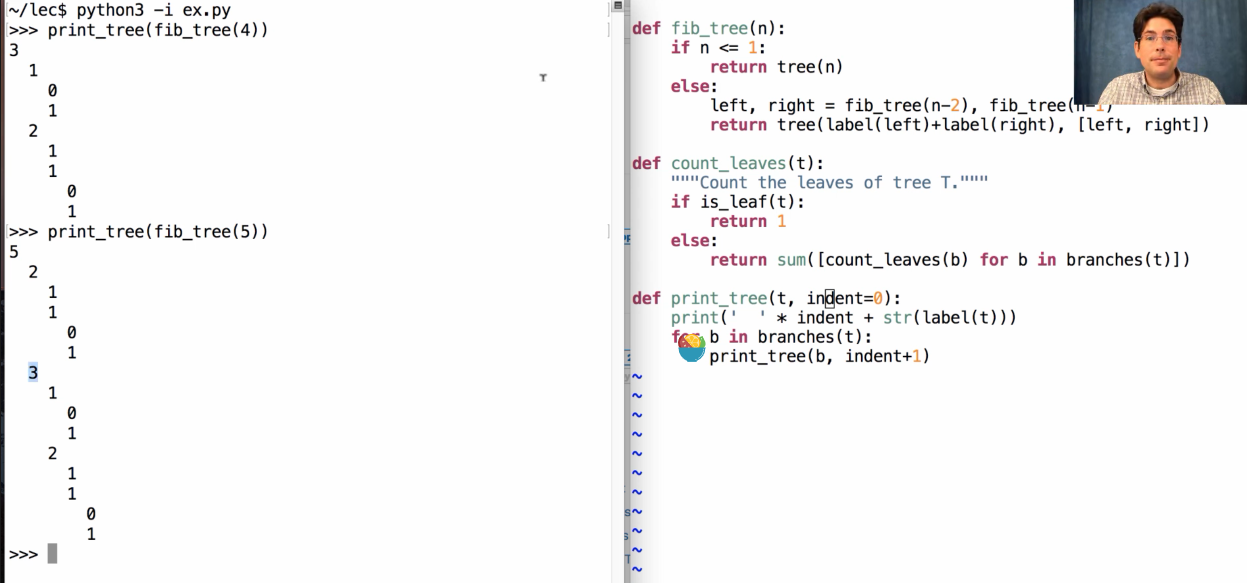 ~/lec$ python3 -i ex.py
>>> print_tree(fib_tree(4))
3
  1
    0
    1
  2
    1
    1
      0
      1
>>> print_tree(fib_tree(5))
5
  2
    1
    1
      0
      1
  3
    1
      0
      1
    2
      1
      1
        0
        1
>>>
def fib_tree(n):
    if n <= 1:
        return tree(n)
    else:
        left, right = fib_tree(n-2), fib_tree(n-1)
        return tree(label(left)+label(right), [left, right])
def count_leaves(t):
    """Count the leaves of tree T."""
    if is_leaf(t):
        return 1
    else:
        return sum([count_leaves(b) for b in branches(t)])
def print_tree(t, indent=0):
    print('  ' * indent + str(label(t)))
    for b in branches(t):
        print_tree(b, indent+1)
~
~
~
~
~
~
~
~
~
~
~